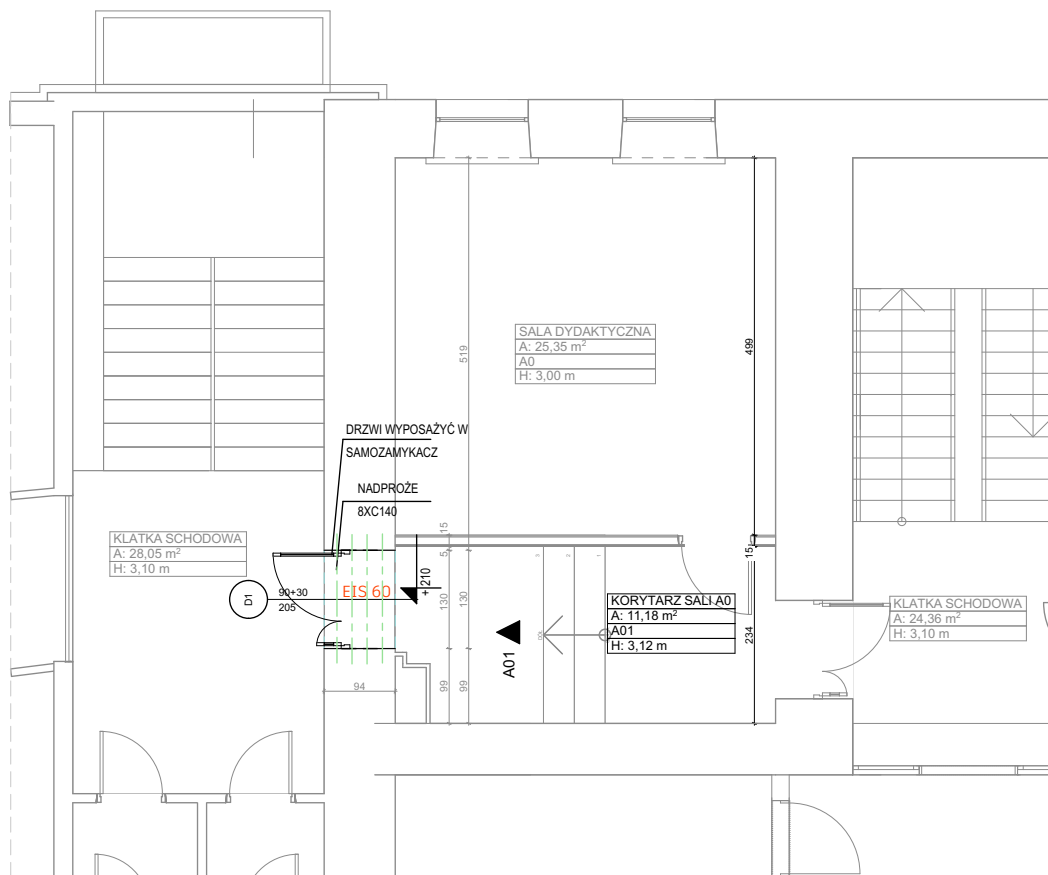 SALA DYDAKTYCZNA
A: 25,35 m²
A0
H: 3,00 m
519
499
DRZWI WYPOSAŻYĆ W
SAMOZAMYKACZ
NADPROŻE
8XC140
KLATKA SCHODOWA
A: 28,05 m²
H: 3,10 m
D1
90+30
205
EIS 60
+210
15
5
130
130
99
99
94
A01
KORYTARZ SALI A0
A: 11,18 m²
A01
H: 3,12 m
15
234
KLATKA SCHODOWA
A: 24,36 m²
H: 3,10 m